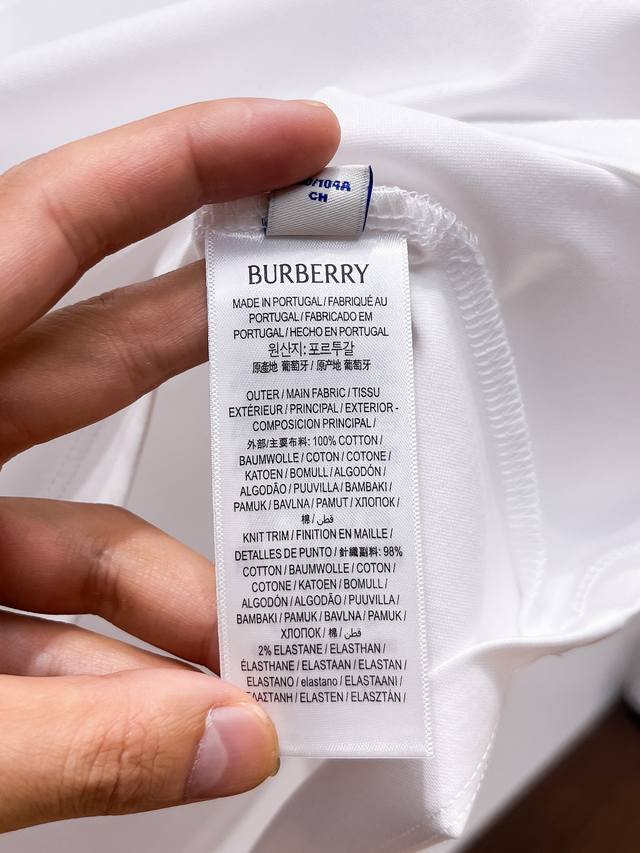 /104A
CH
BURBERRY
MADE IN PORTUGAL / FABRIQUÉ AU
PORTUGAL / FABRICADO EM
PORTUGAL / HECHO EN PORTUGAL
원산지: 포르투갈
原產地 葡萄牙 / 原产地 葡萄牙
OUTER / MAIN FABRIC / TISSU
EXTÉRIEUR / PRINCIPAL / EXTERIOR -
COMPOSICION PRINCIPAL /
外部/主要布料: 100% COTTON /
BAUMWOLLE / COTON / COTONE /
KATOEN / BOMULL / ALGODÓN /
ALGODÃO / PUUVILLA / BAMBAKI /
PAMUK / BAVLNA / PAMUT / ХЛОПОК /
棉 / قطن /
KNIT TRIM / FINITION EN MAILLE /
DETALLES DE PUNTO / 針織副料: 98%
COTTON / BAUMWOLLE / COTON /
COTONE / KATOEN / BOMULL /
ALGODÓN / ALGODÃO / PUUVILLA /
BAMBAKI / PAMUK / BAVLNA / PAMUK /
ХЛОПОК / 棉 / قطن
2% ELASTANE / ELASTHAN /
ÉLASTHANE / ELASTAAN / ELASTAN /
ELASTANO / elastano / ELASTAANI /
ΛΑΣΤΑΝΗ / ELASTEN / ELASZTÁN /